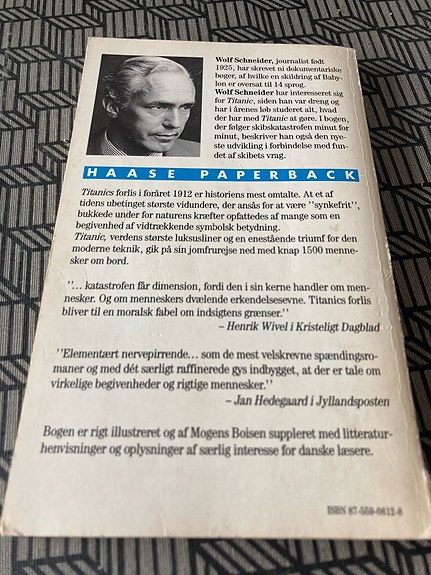 Wolf Schneider, journalist født
1925, har skrevet ni dokumentariske
bøger, af hvilke en skildring af Baby-
lon er oversat til 14 sprog.
Wolf Schneider har interesseret sig
for Titanic, siden han var dreng og
har i årenes løb studeret alt, hvad
der har med Titanic at gøre. I bogen,
der følger skibskatastrofen minut for
minut, beskriver han også den nye-
ste udvikling i forbindelse med fun-
det af skibets vrag.
HAASE PAPERBACK
Titanics forlis i foråret 1912 er historiens mest omtalte. At et af
tidens ubetinget største vidundere, der ansås for at være ''synkefrit'',
bukkede under for naturens kræfter opfattedes af mange som en
begivenhed af vidtrækkende symbolsk betydning.
Titanic, verdens største luksusliner og en enestående triumf for den
moderne teknik, gik på sin jomfrurejse ned med knap 1500 menne-
sker om bord.
''... katastrofen får dimension, fordi den i sin kerne handler om men-
nesker. Og om menneskers dvælende erkendelsesevne. Titanics forlis
bliver til en moralsk fabel om indsigtens grænser.''
– Henrik Wivel i Kristeligt Dagblad
''Elementært nervepirrende... som de mest velskrevne spændingsro-
maner og med dét særligt raffinerede gys indbygget, at der er tale om
virkelige begivenheder og rigtige mennesker.''
– Jan Hedegaard i Jyllandsposten
Bogen er rigt illustreret og af Mogens Boisen suppleret med litteratur-
henvisninger og oplysninger af særlig interesse for danske læsere.
ISBN 87-559-0812-8